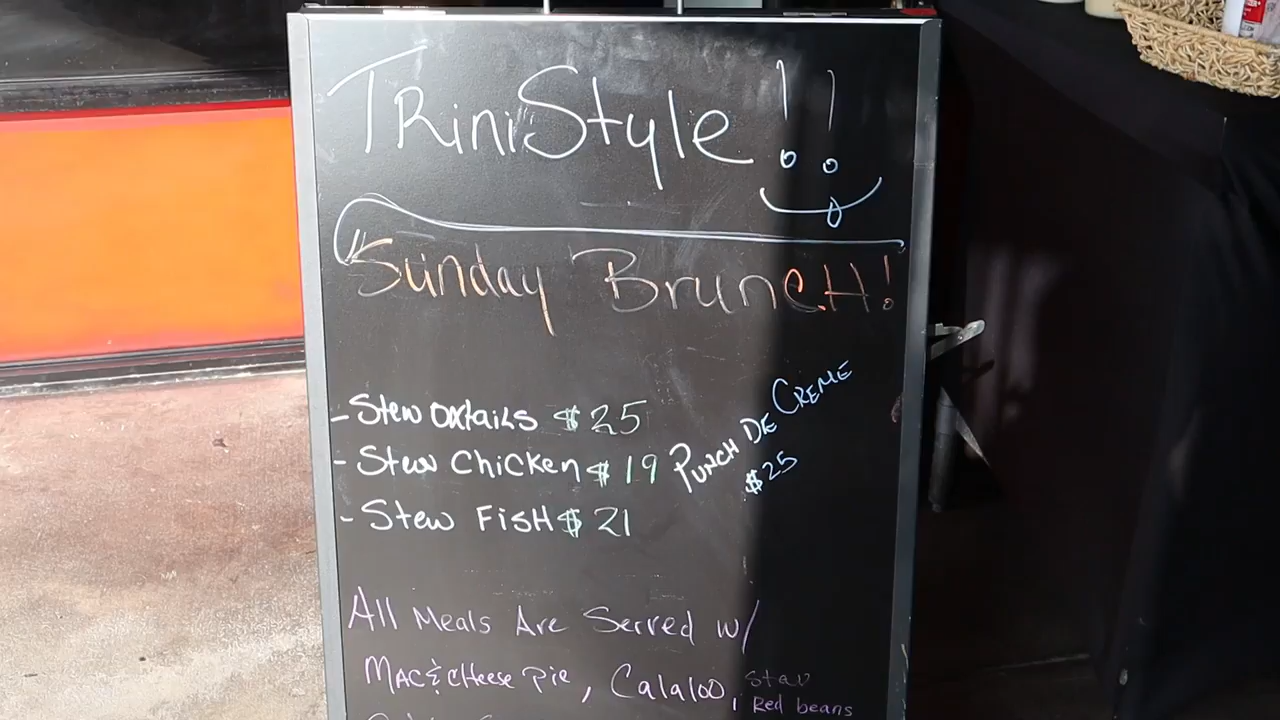 TRiniStyle!!
"Sunday BruncH!
- Stew Oxtails $25
- Stew Chicken $19
- Stew FisH $21
PUNCH DE CREME
$25
All Meals Are Served w/
MAC & cHeese Pie, Calaloo, Stew
Red beans